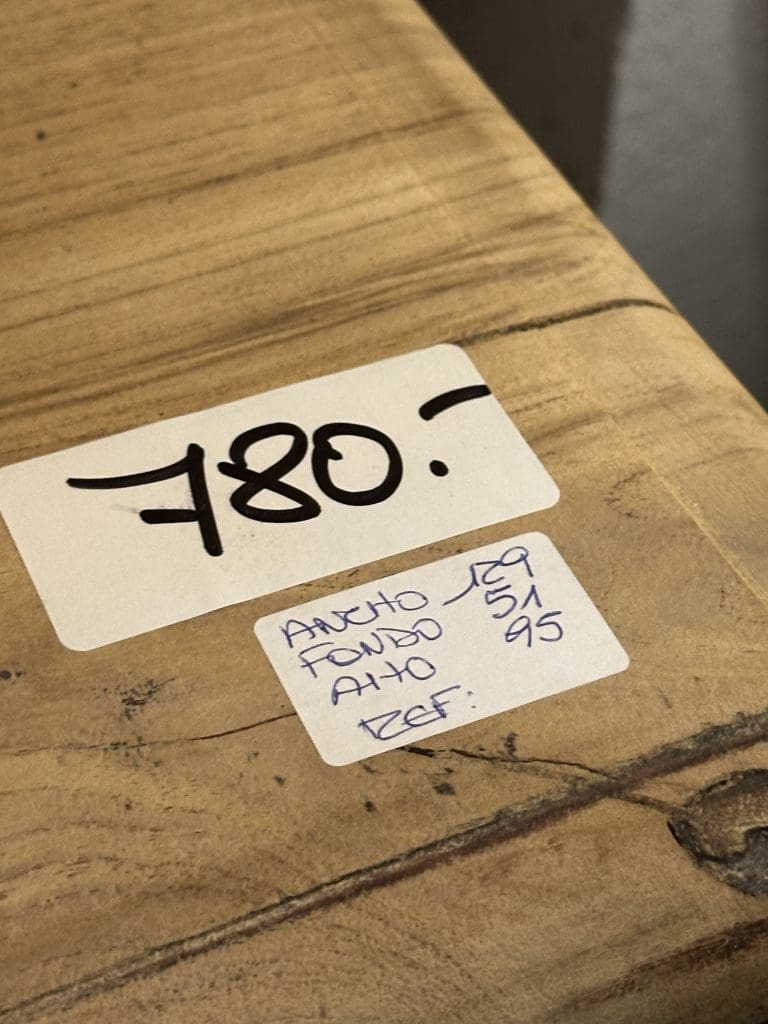 780.-
ANCHO 129
FONDO 51
ALTO 95
REF: